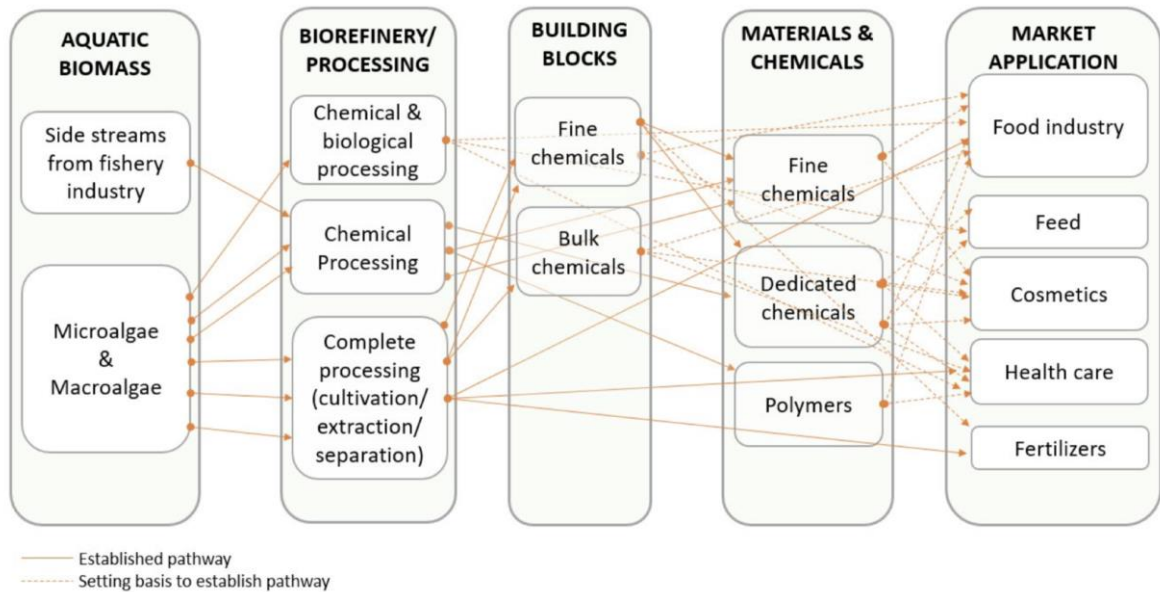 AQUATIC
BIOMASS
Side streams
from fishery
industry
Microalgae
&
Macroalgae
BIOREFINERY/
PROCESSING
Chemical &
biological
processing
Chemical
Processing
Complete
processing
(cultivation/
extraction/
separation)
BUILDING
BLOCKS
Fine
chemicals
Bulk
chemicals
MATERIALS &
CHEMICALS
Fine
chemicals
Dedicated
chemicals
Polymers
MARKET
APPLICATION
Food industry
Feed
Cosmetics
Health care
Fertilizers
Established pathway
Setting basis to establish pathway